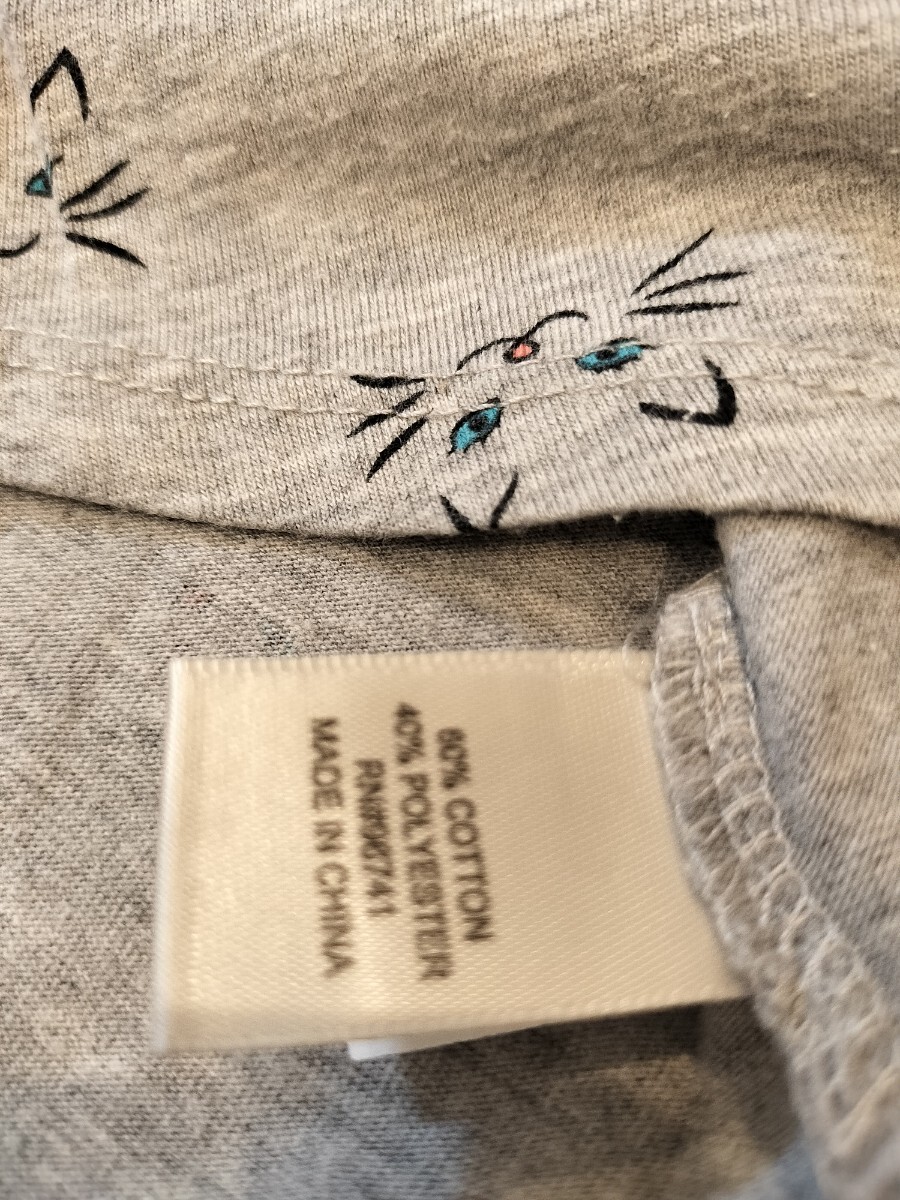 60% COTTON
40% POLYESTER
RN#96741
MADE IN CHINA